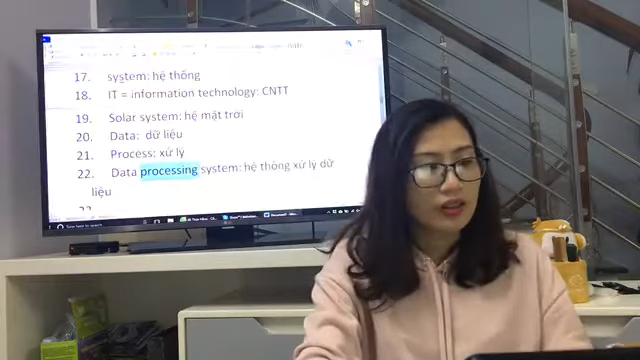 17. system: hệ thống
18. IT = information technology: CNTT
19. Solar system: hệ mặt trời
20. Data: dữ liệu
21. Process: xử lý
22. Data processing system: hệ thống xử lý dữ
liệu